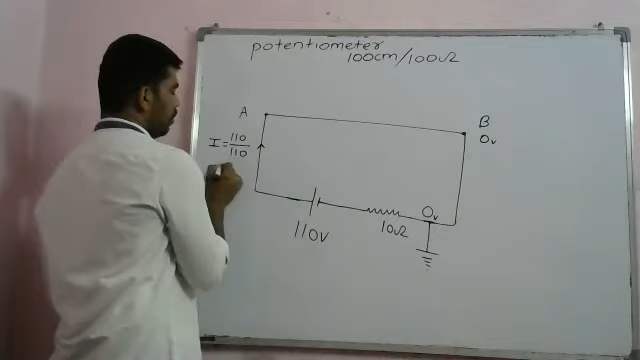 potentiometer
100cm/100Ω
A
B
0v
I = 110/110
0v
110v
10Ω